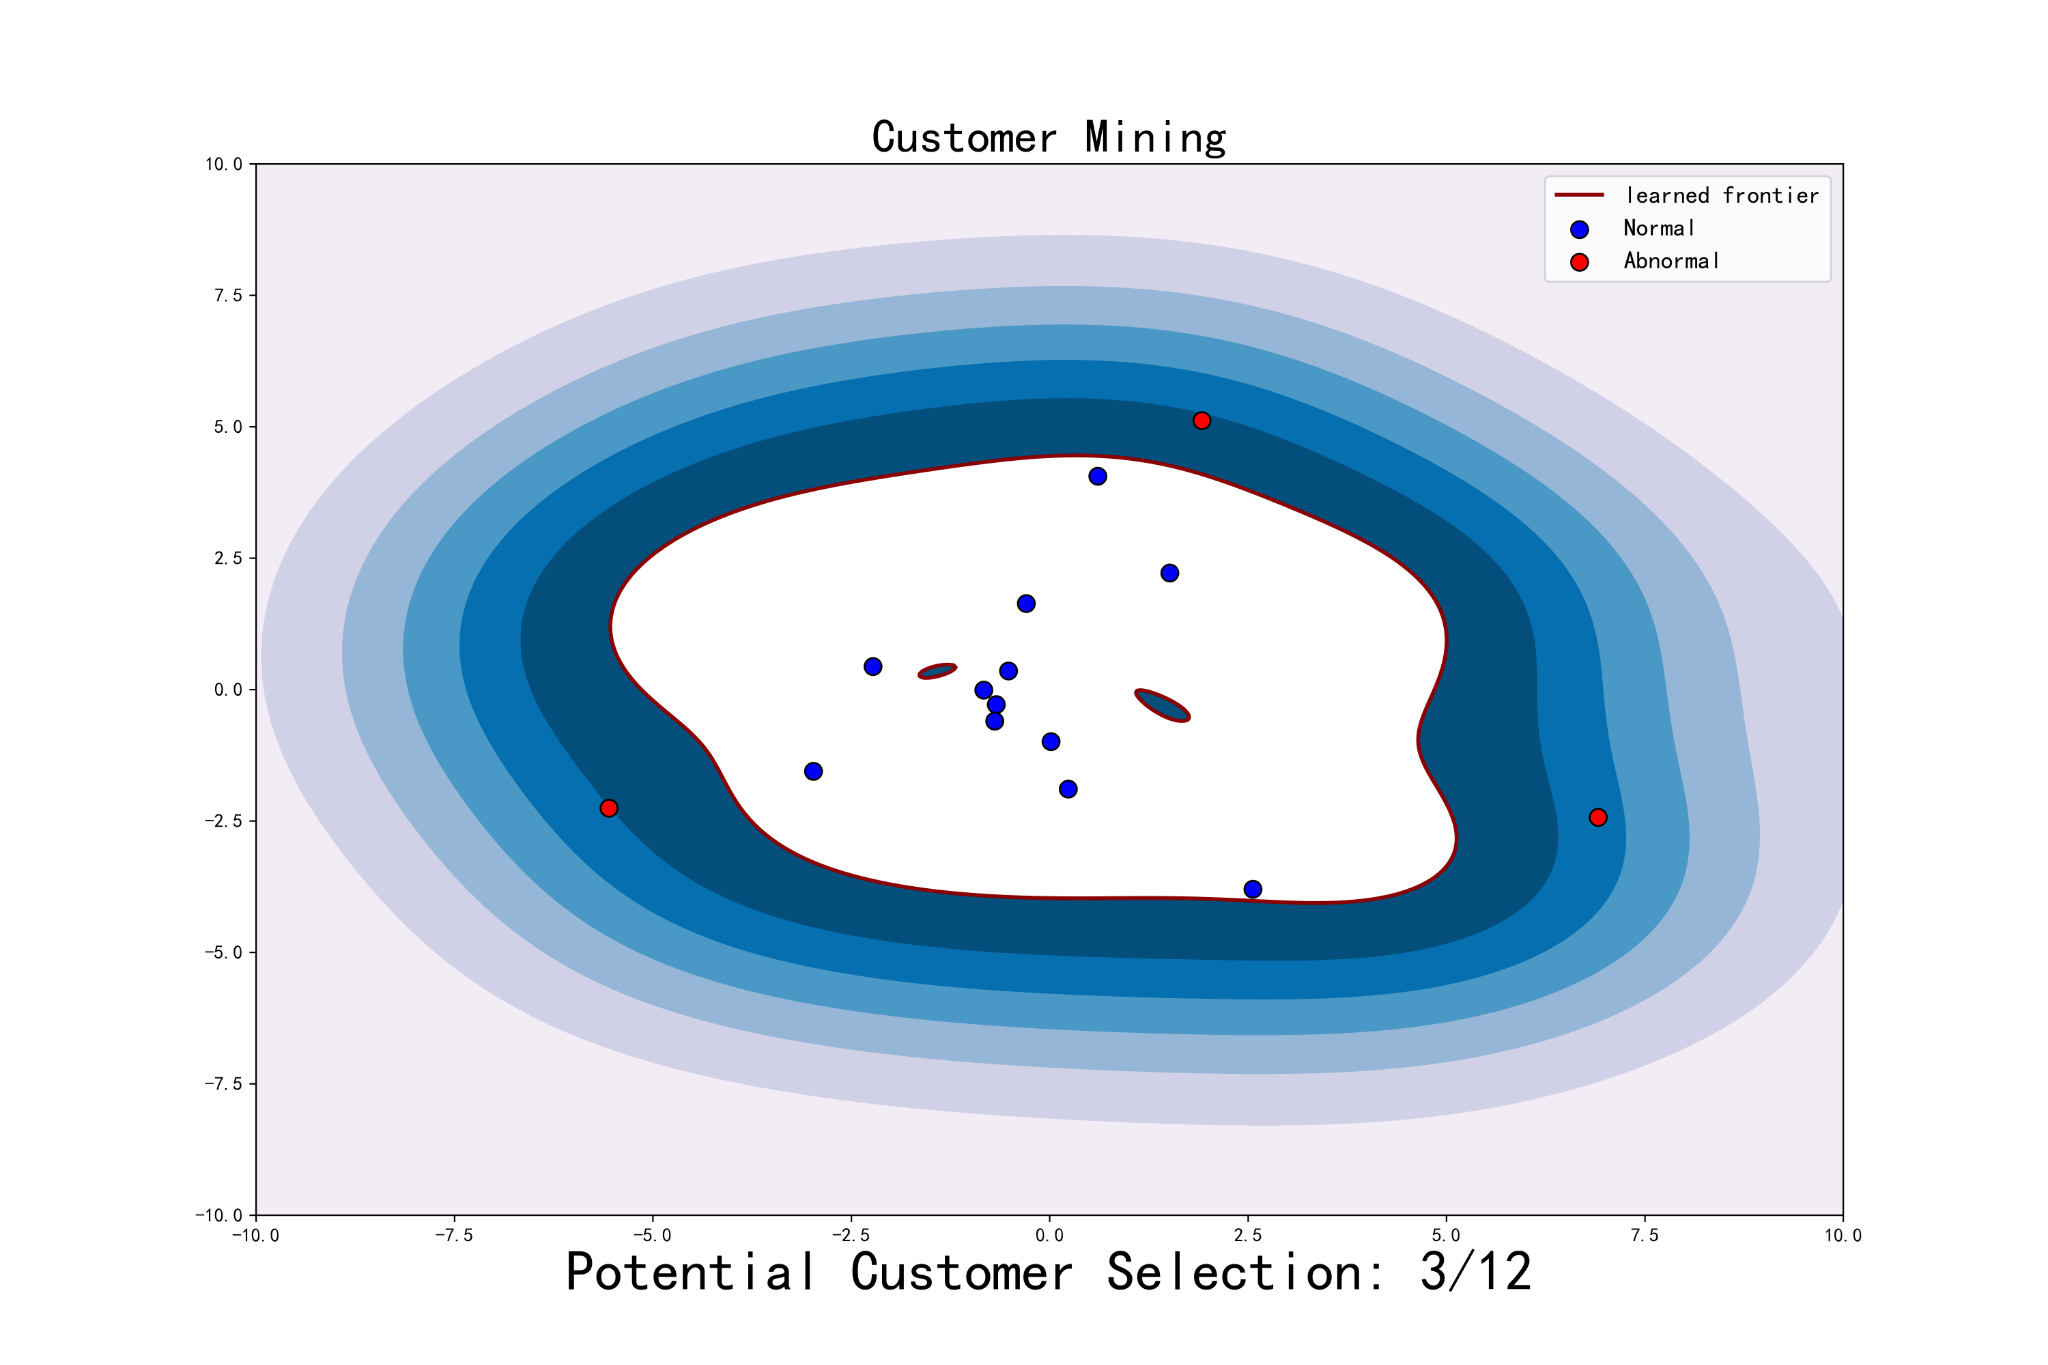 Customer Mining
10.0
7.5
5.0
2.5
0.0
−2.5
−5.0
−7.5
−10.0
learned frontier
Normal
Abnormal
−10.0 −7.5 −5.0 −2.5 0.0 2.5 5.0 7.5 10.0
Potential Customer Selection: 3/12